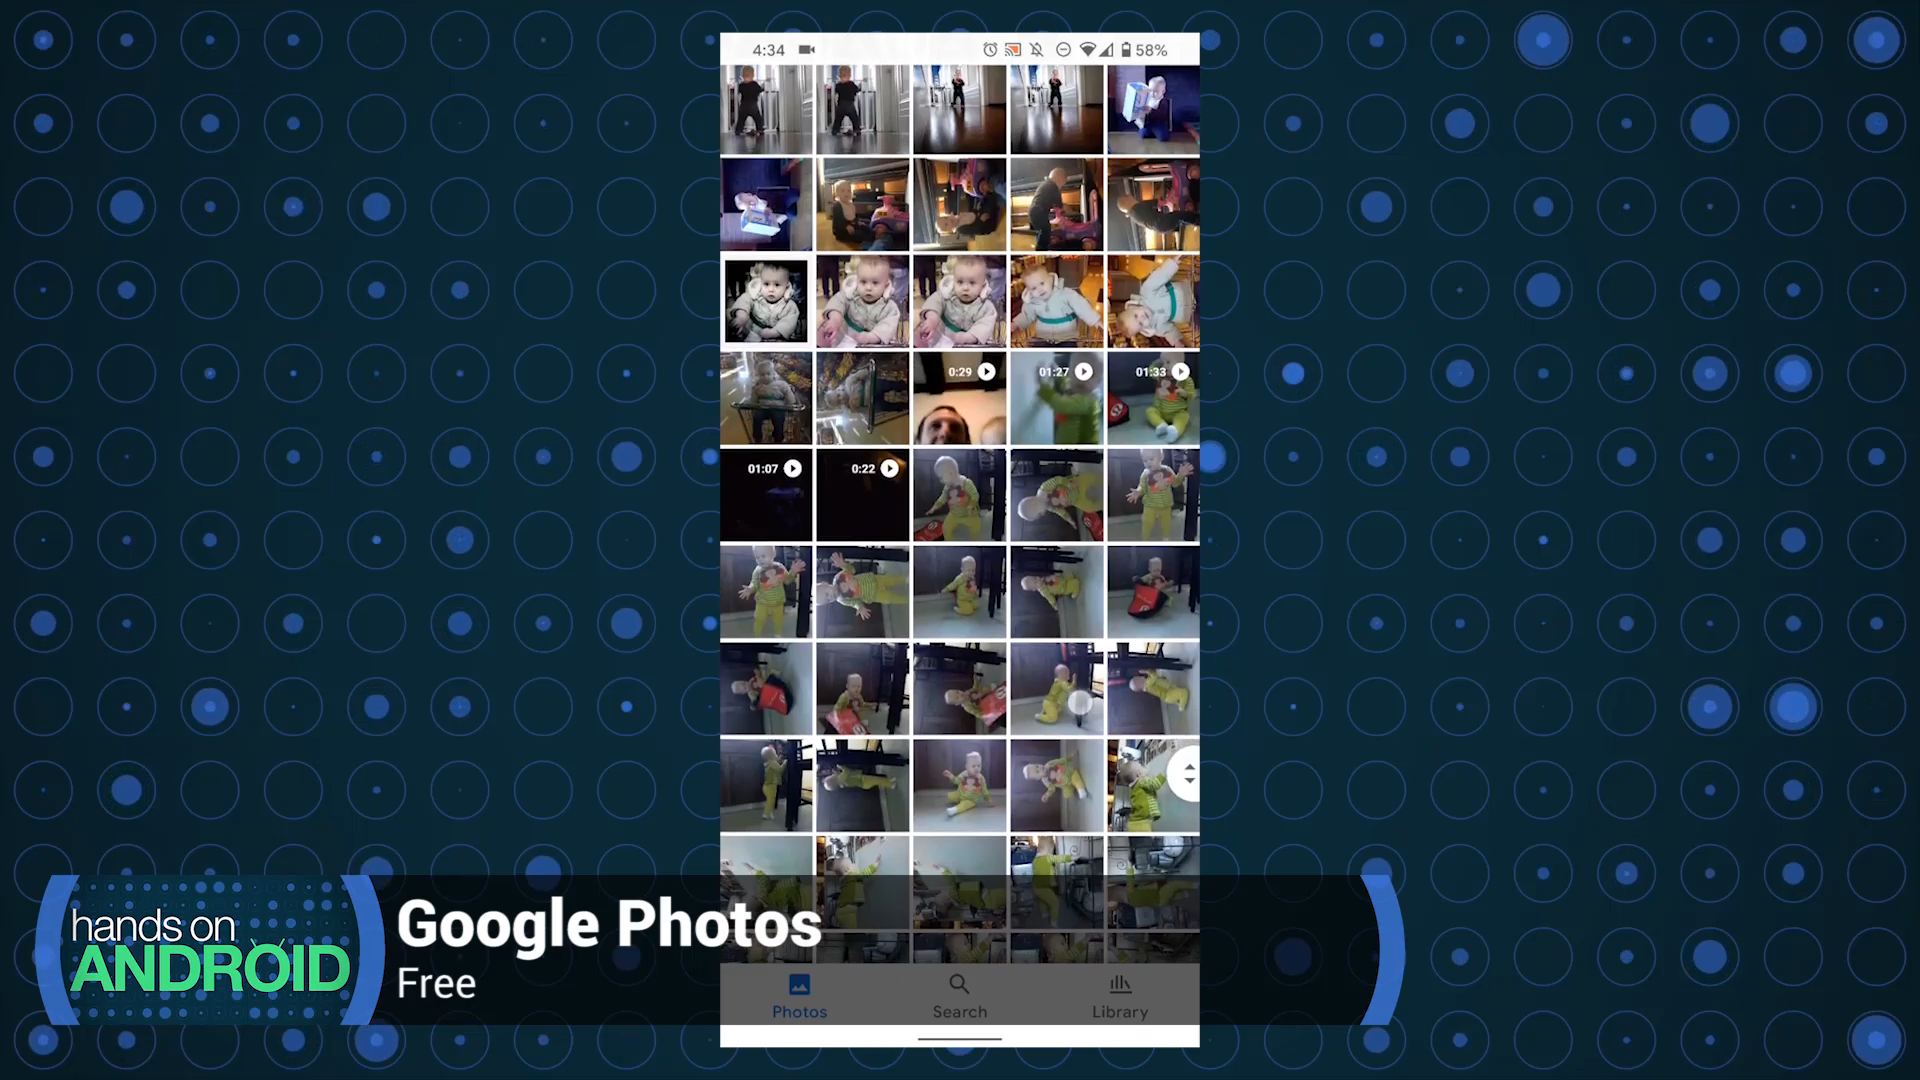 4:34
58%
0:29
01:27
01:33
01:07
0:22
hands on
ANDROID
Google Photos
Free
Photos
Search
Library